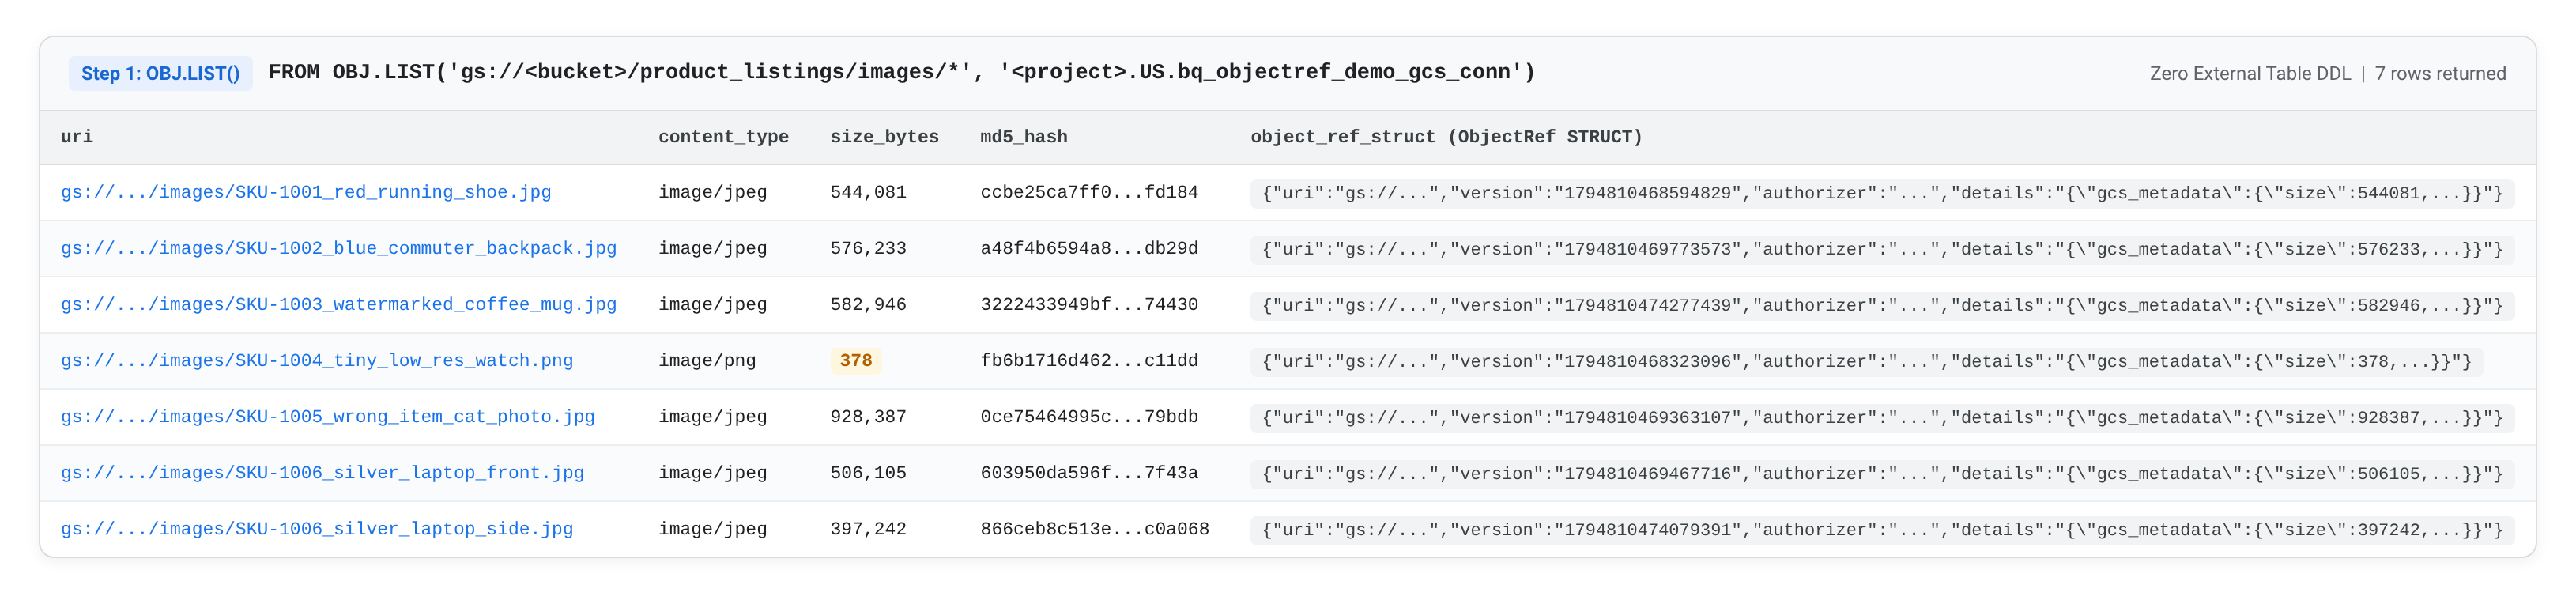 Step 1: OBJ.LIST() FROM OBJ.LIST('gs://<bucket>/product_listings/images/*', '<project>.US.bq_objectref_demo_gcs_conn') Zero External Table DDL | 7 rows returned
uri content_type size_bytes md5_hash object_ref_struct (ObjectRef STRUCT)
gs://.../images/SKU-1001_red_running_shoe.jpg image/jpeg 544,081 ccbe25ca7ff0...fd184 {"uri":"gs://...","version":"1794810468594829","authorizer":"...","details":"{\"gcs_metadata\":{\"size\":544081,...}}"}
gs://.../images/SKU-1002_blue_commuter_backpack.jpg image/jpeg 576,233 a48f4b6594a8...db29d {"uri":"gs://...","version":"1794810469773573","authorizer":"...","details":"{\"gcs_metadata\":{\"size\":576233,...}}"}
gs://.../images/SKU-1003_watermarked_coffee_mug.jpg image/jpeg 582,946 3222433949bf...74430 {"uri":"gs://...","version":"1794810474277439","authorizer":"...","details":"{\"gcs_metadata\":{\"size\":582946,...}}"}
gs://.../images/SKU-1004_tiny_low_res_watch.png image/png 378 fb6b1716d462...c11dd {"uri":"gs://...","version":"1794810468323096","authorizer":"...","details":"{\"gcs_metadata\":{\"size\":378,...}}"}
gs://.../images/SKU-1005_wrong_item_cat_photo.jpg image/jpeg 928,387 0ce75464995c...79bdb {"uri":"gs://...","version":"1794810469363107","authorizer":"...","details":"{\"gcs_metadata\":{\"size\":928387,...}}"}
gs://.../images/SKU-1006_silver_laptop_front.jpg image/jpeg 506,105 603950da596f...7f43a {"uri":"gs://...","version":"1794810469467716","authorizer":"...","details":"{\"gcs_metadata\":{\"size\":506105,...}}"}
gs://.../images/SKU-1006_silver_laptop_side.jpg image/jpeg 397,242 866ceb8c513e...c0a068 {"uri":"gs://...","version":"1794810474079391","authorizer":"...","details":"{\"gcs_metadata\":{\"size\":397242,...}}"}